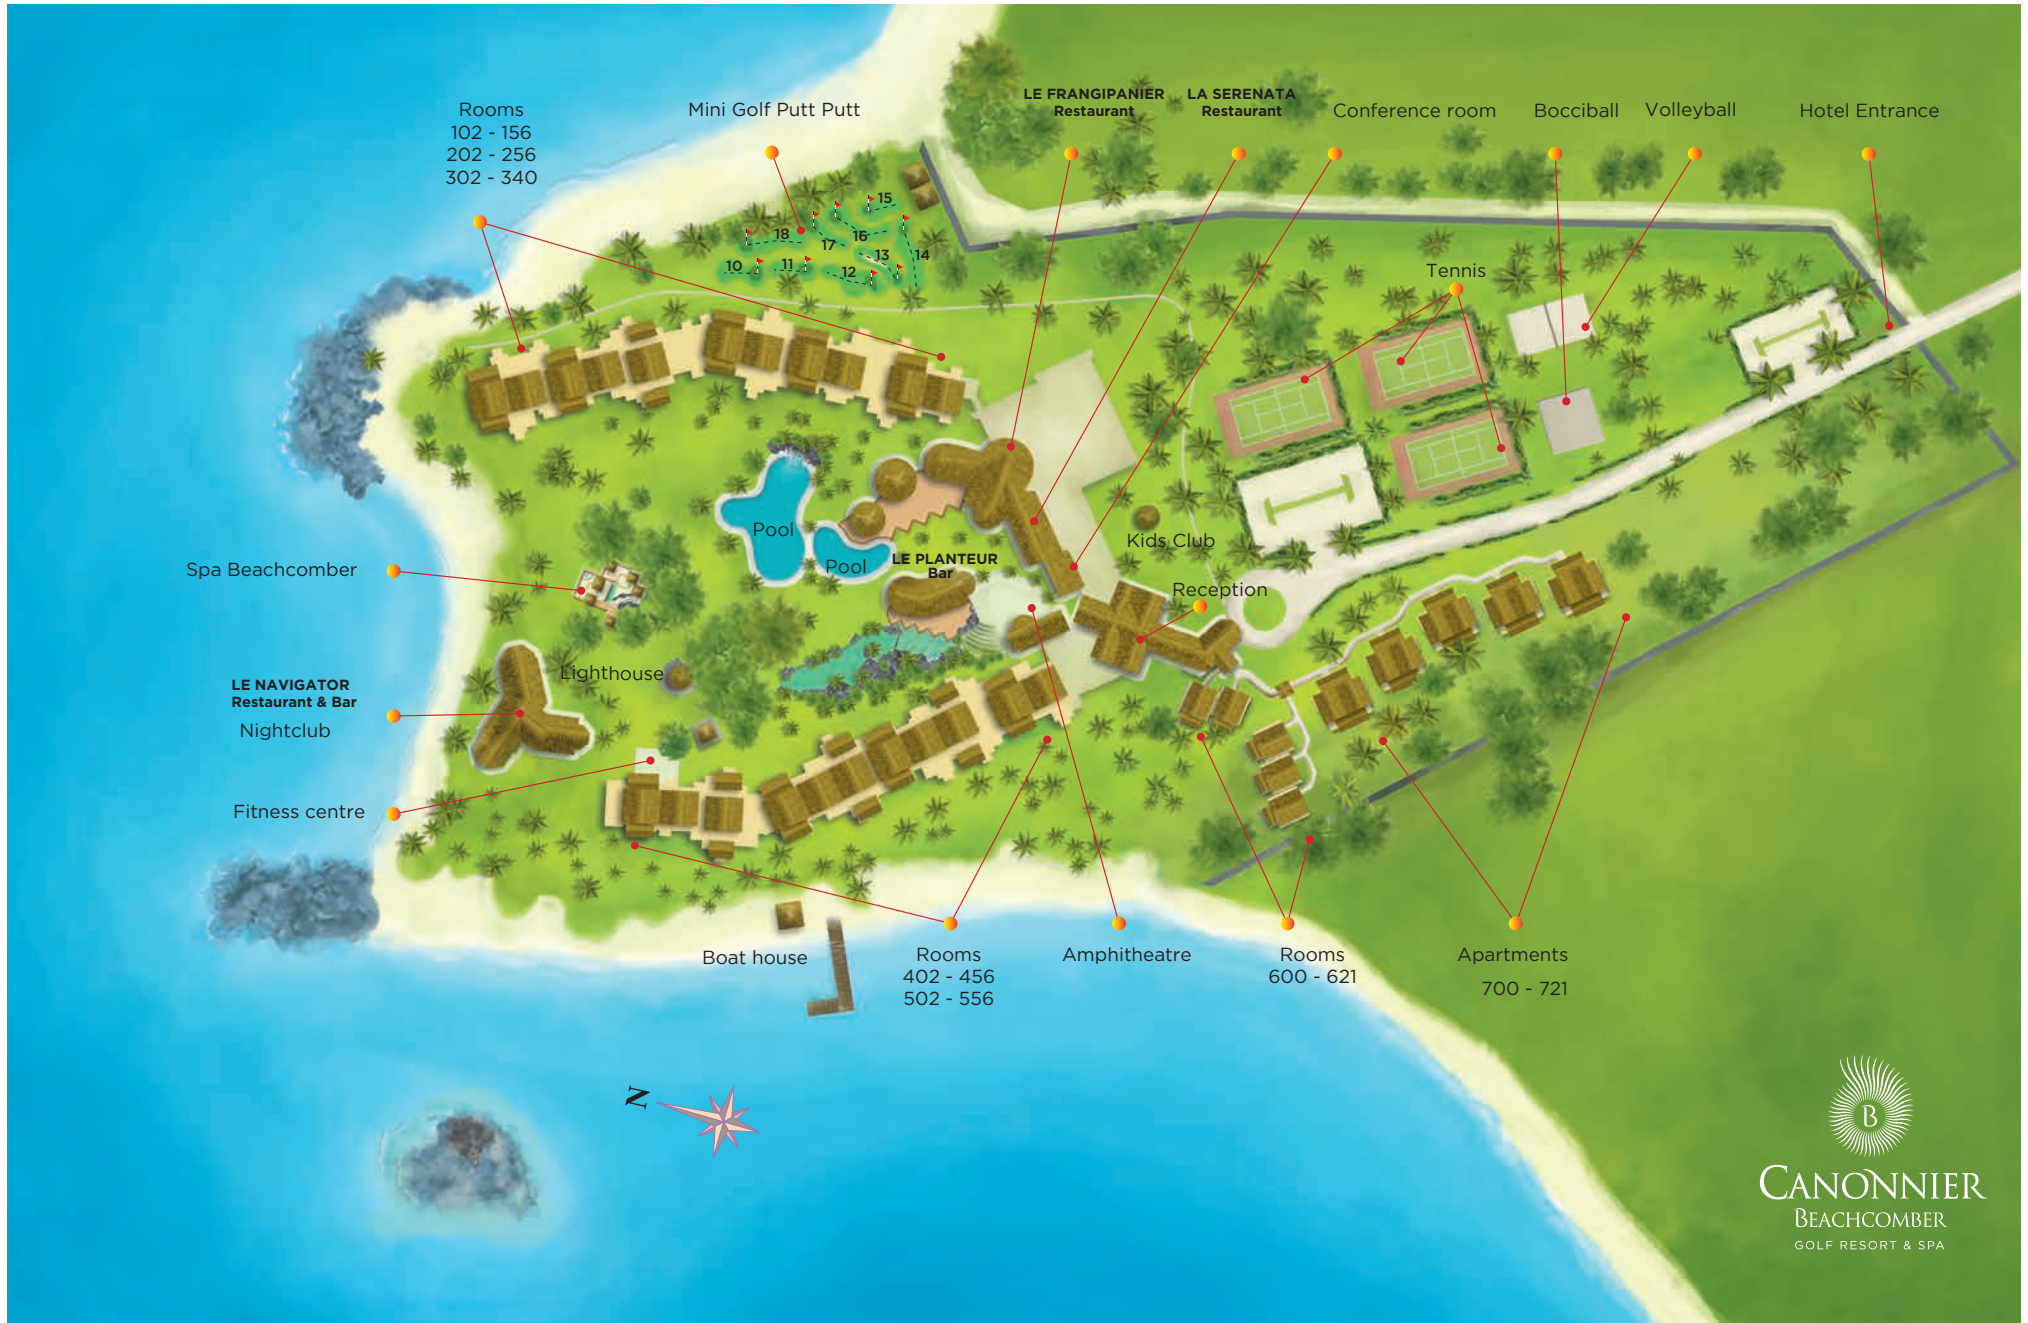 Rooms
102 - 156
202 - 256
302 - 340
Mini Golf Putt Putt
LE FRANGIPANIER
Restaurant
LA SERENATA
Restaurant
Conference room
Bocciball
Volleyball
Hotel Entrance
15
18
17
16
13
14
10
11
12
Tennis
Pool
Pool
LE PLANTEUR
Bar
Kids Club
Reception
Spa Beachcomber
Lighthouse
LE NAVIGATOR
Restaurant & Bar
Nightclub
Fitness centre
Boat house
Rooms
402 - 456
502 - 556
Amphitheatre
Rooms
600 - 621
Apartments
700 - 721
N
B
CANONNIER
BEACHCOMBER
GOLF RESORT & SPA